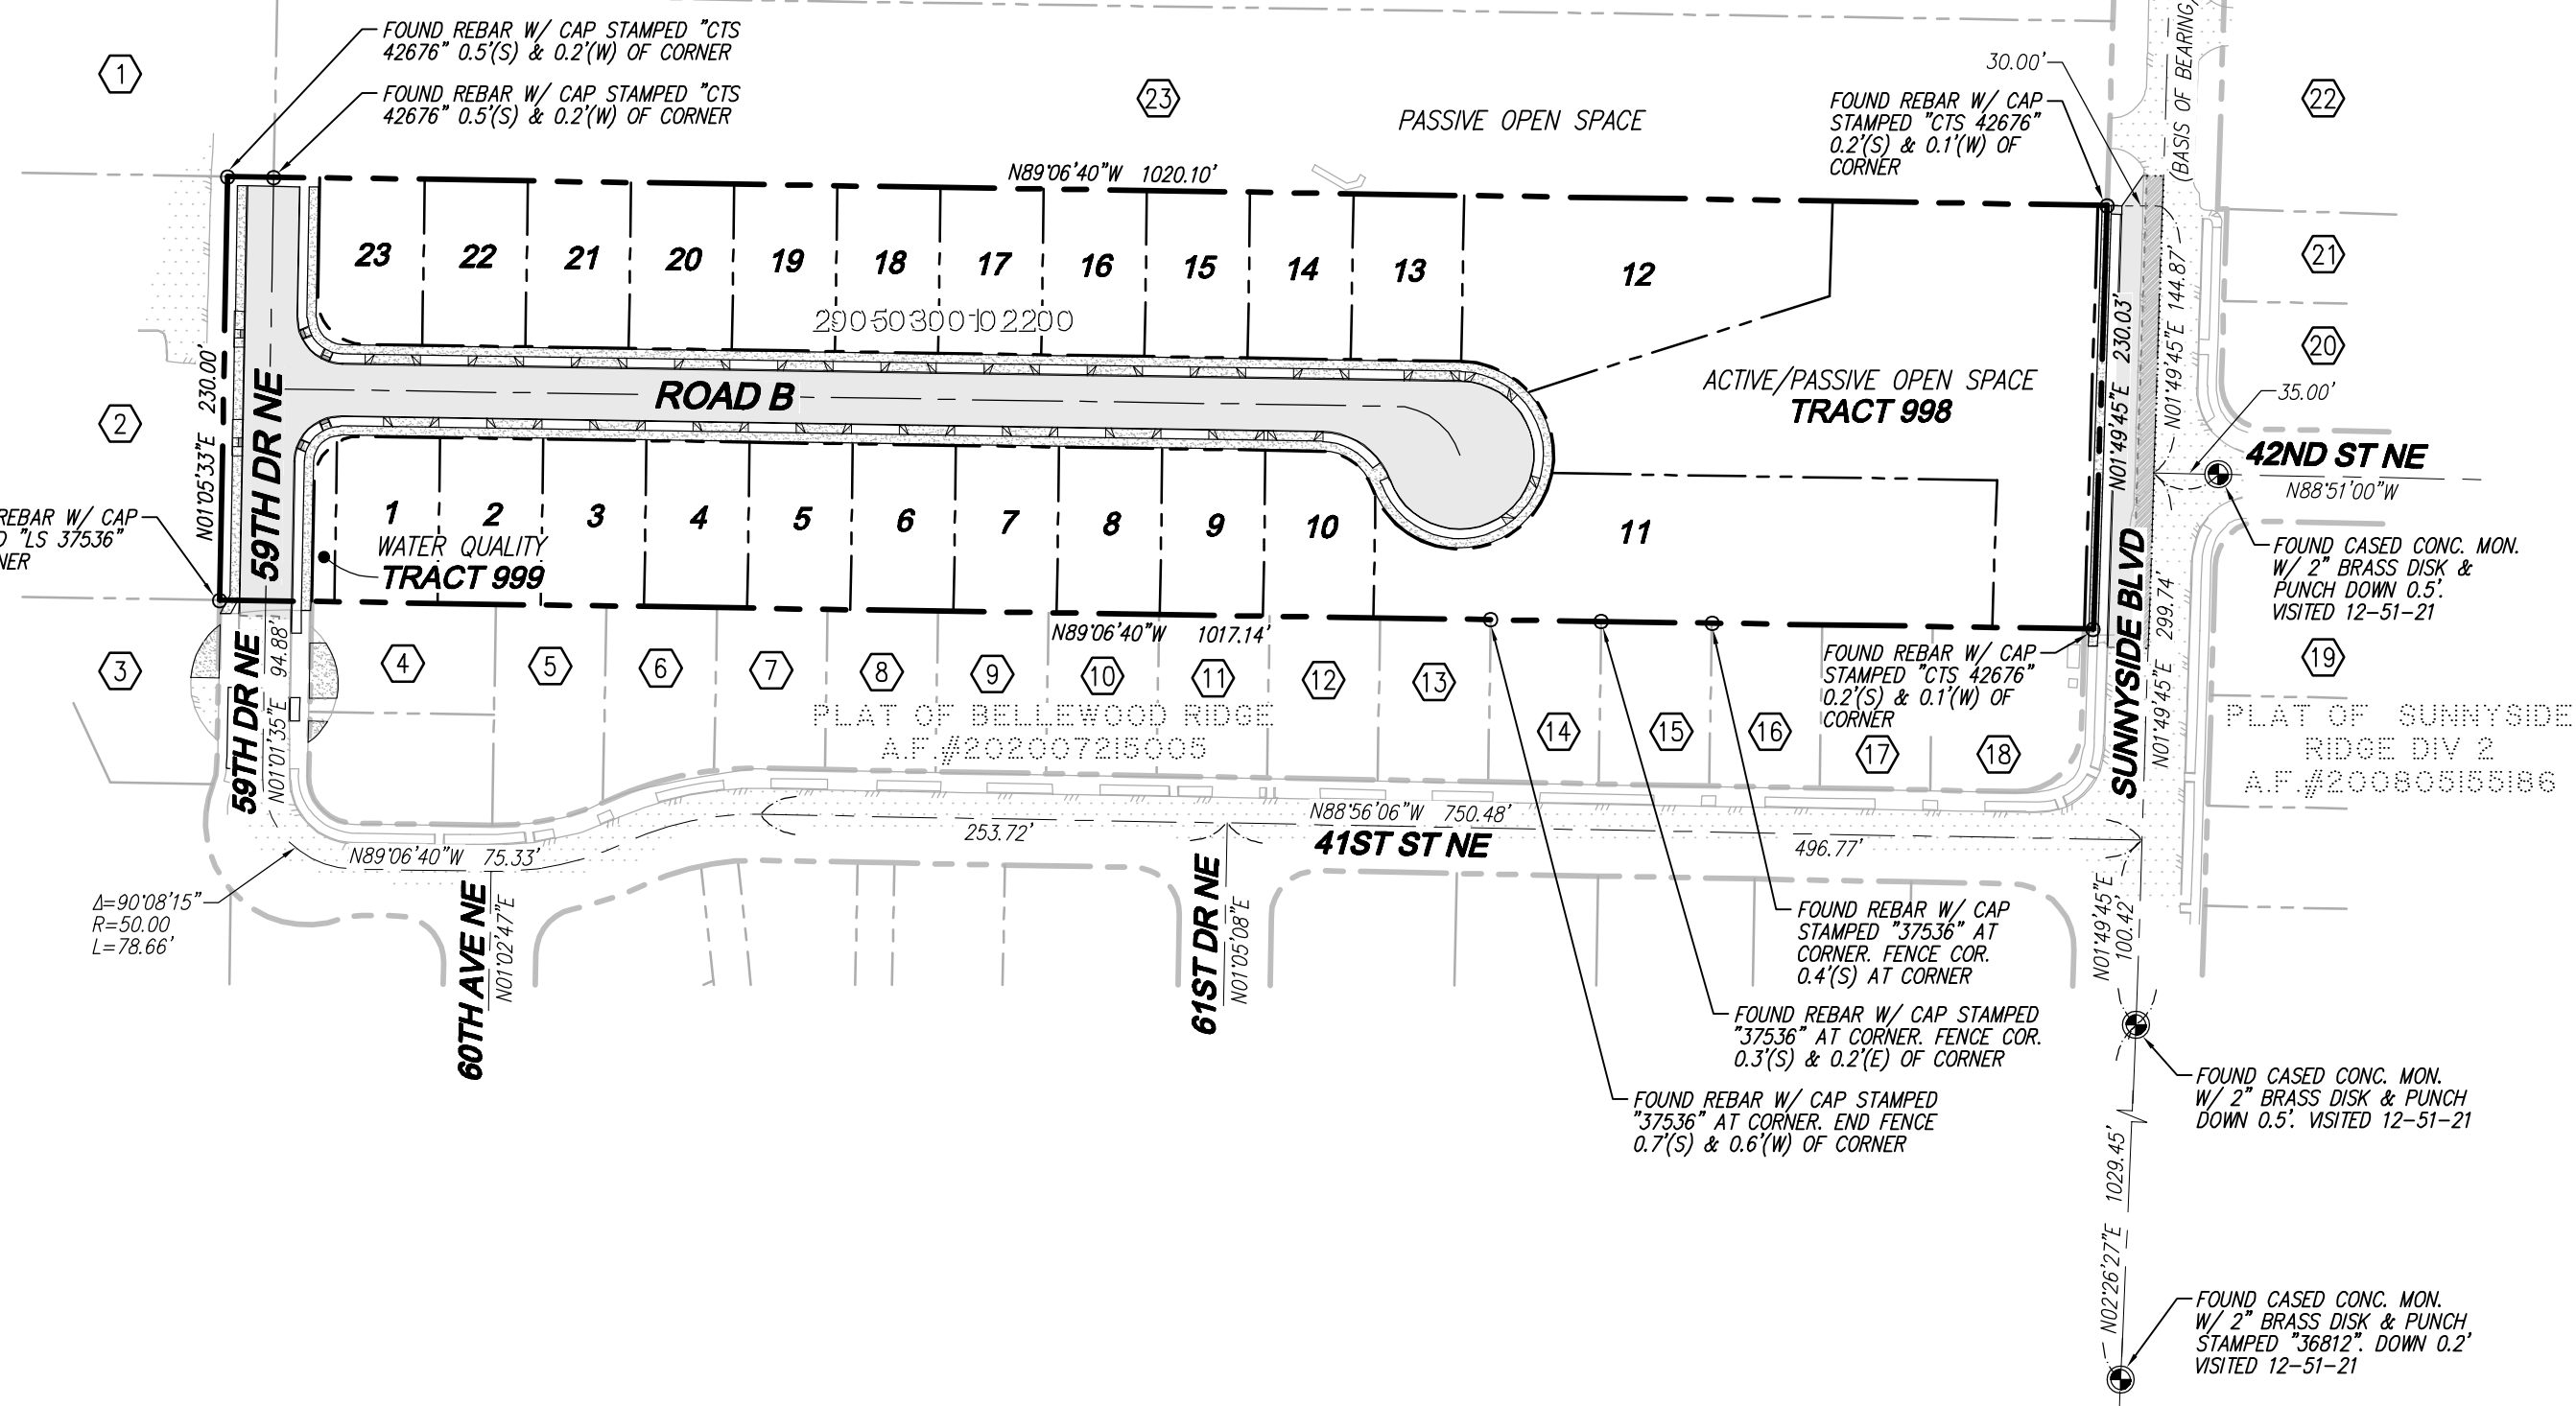 FOUND REBAR W/ CAP STAMPED "CTS
42676" 0.5'(S) & 0.2'(W) OF CORNER
FOUND REBAR W/ CAP STAMPED "CTS
42676" 0.5'(S) & 0.2'(W) OF CORNER
1
23
PASSIVE OPEN SPACE
30.00'
FOUND REBAR W/ CAP
STAMPED "CTS 42676"
0.2'(S) & 0.1'(W) OF
CORNER
(BASIS OF BEARING)
22
N89°06'40"W 1020.10'
23
22
21
20
19
18
17
16
15
14
13
12
29050300102200
N01°49'45"E 144.87'
N01°49'45"E 230.03'
21
20
35.00'
42ND ST NE
N88°51'00"W
ROAD B
ACTIVE/PASSIVE OPEN SPACE
TRACT 998
N01°05'33"E 230.00'
59TH DR NE
2
REBAR W/ CAP
"LS 37536"
1
2
3
4
5
6
7
8
9
10
11
WATER QUALITY
TRACT 999
FOUND CASED CONC. MON.
W/ 2" BRASS DISK &
PUNCH DOWN 0.5'.
VISITED 12-51-21
SUNNYSIDE BLVD
N01°49'45"E 299.74'
N89°06'40"W 1017.14'
3
59TH DR NE
N01°01'35"E 94.88'
4
5
6
7
8
9
10
11
12
13
14
15
16
17
18
19
FOUND REBAR W/ CAP
STAMPED "CTS 42676"
0.2'(S) & 0.1'(W) OF
CORNER
PLAT OF BELLEWOOD RIDGE
A.F.#202007215005
PLAT OF SUNNYSIDE
RIDGE DIV 2
A.F.#200805155186
N88°56'06"W 750.48'
253.72'
41ST ST NE
496.77'
N89°06'40"W 75.33'
Δ=90°08'15"
R=50.00
L=78.66'
60TH AVE NE
N01°02'47"E
61ST DR NE
N01°05'08"E
N01°49'45"E
100.42'
FOUND REBAR W/ CAP
STAMPED "37536" AT
CORNER. FENCE COR.
0.4'(S) AT CORNER
FOUND REBAR W/ CAP STAMPED
"37536" AT CORNER. FENCE COR.
0.3'(S) & 0.2'(E) OF CORNER
FOUND REBAR W/ CAP STAMPED
"37536" AT CORNER. END FENCE
0.7'(S) & 0.6'(W) OF CORNER
FOUND CASED CONC. MON.
W/ 2" BRASS DISK & PUNCH
DOWN 0.5'. VISITED 12-51-21
N02°26'27"E 1029.45'
FOUND CASED CONC. MON.
W/ 2" BRASS DISK & PUNCH
STAMPED "36812". DOWN 0.2'
VISITED 12-51-21